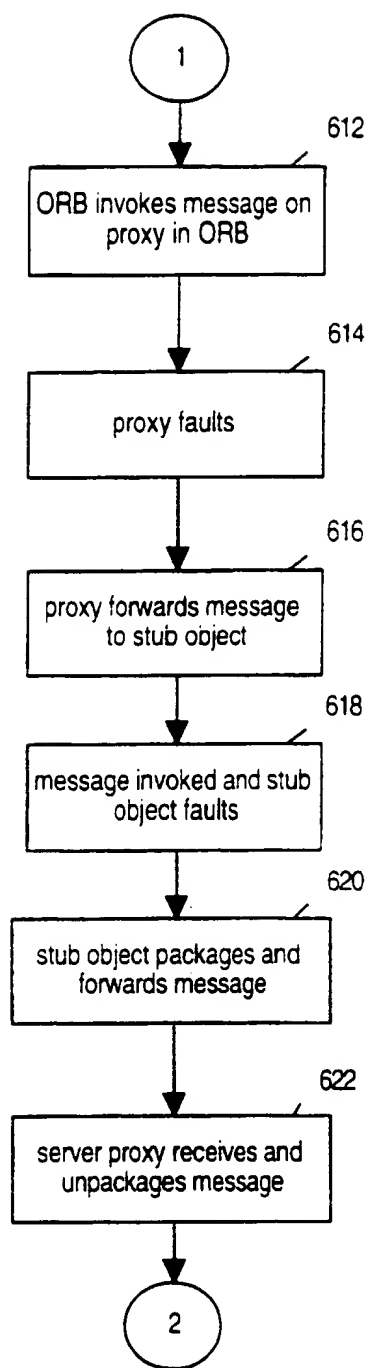 1
612
ORB invokes message on
proxy in ORB
614
proxy faults
616
proxy forwards message
to stub object
618
message invoked and stub
object faults
620
stub object packages and
forwards message
622
server proxy receives and
unpackages message
2